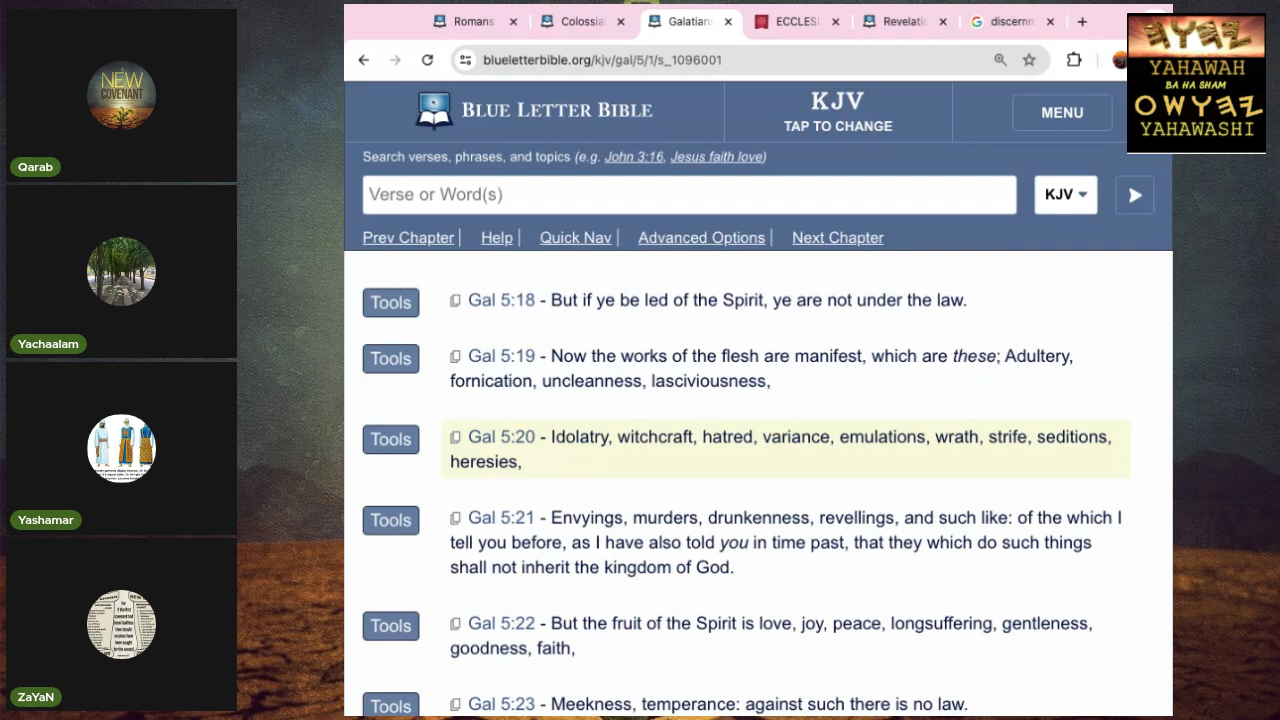 NEW
COVENANT
Qarab
Yachaalam
Yashamar
ZaYaN
Romans
Colossia
Galatian
ECCLESI
Revelatio
discernm
blueletterbible.org/kjv/gal/5/1/s_1096001
BLUE LETTER BIBLE
KJV
TAP TO CHANGE
MENU
YAHAWAH
BA HA SHAM
YAHAWASHI
Search verses, phrases, and topics (e.g. John 3:16, Jesus faith love)
Verse or Word(s)
KJV
Prev Chapter | Help | Quick Nav | Advanced Options | Next Chapter
Tools Gal 5:18 - But if ye be led of the Spirit, ye are not under the law.
Tools Gal 5:19 - Now the works of the flesh are manifest, which are these; Adultery,
fornication, uncleanness, lasciviousness,
Tools Gal 5:20 - Idolatry, witchcraft, hatred, variance, emulations, wrath, strife, seditions,
heresies,
Tools Gal 5:21 - Envyings, murders, drunkenness, revellings, and such like: of the which I
tell you before, as I have also told you in time past, that they which do such things
shall not inherit the kingdom of God.
Tools Gal 5:22 - But the fruit of the Spirit is love, joy, peace, longsuffering, gentleness,
goodness, faith,
Tools Gal 5:23 - Meekness, temperance: against such there is no law.